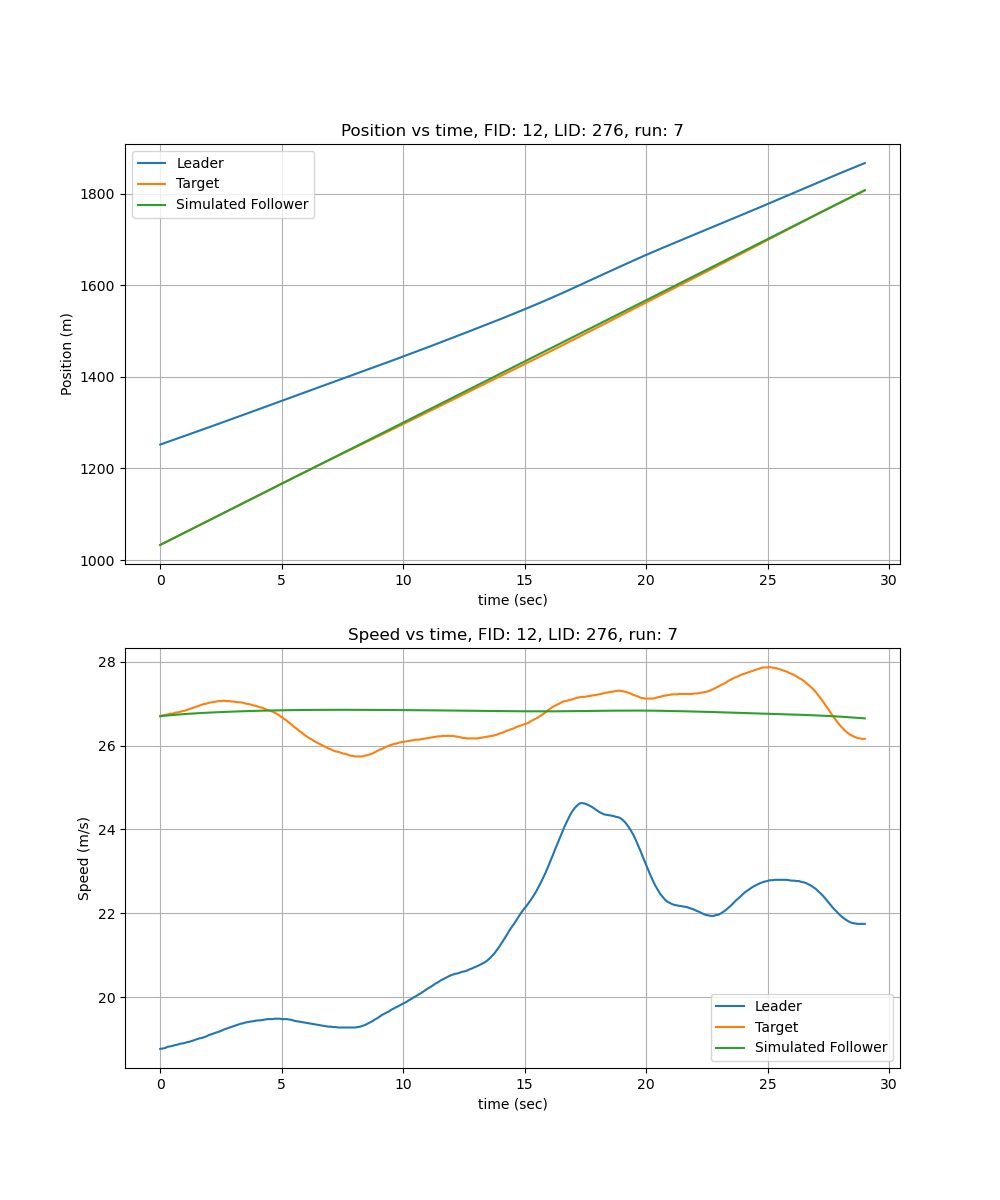 Position vs time, FID: 12, LID: 276, run: 7
Leader
Target
Simulated Follower
Position (m)
1800
1600
1400
1200
1000
0 5 10 15 20 25 30
time (sec)
Speed vs time, FID: 12, LID: 276, run: 7
Speed (m/s)
28
26
24
22
20
Leader
Target
Simulated Follower
0 5 10 15 20 25 30
time (sec)